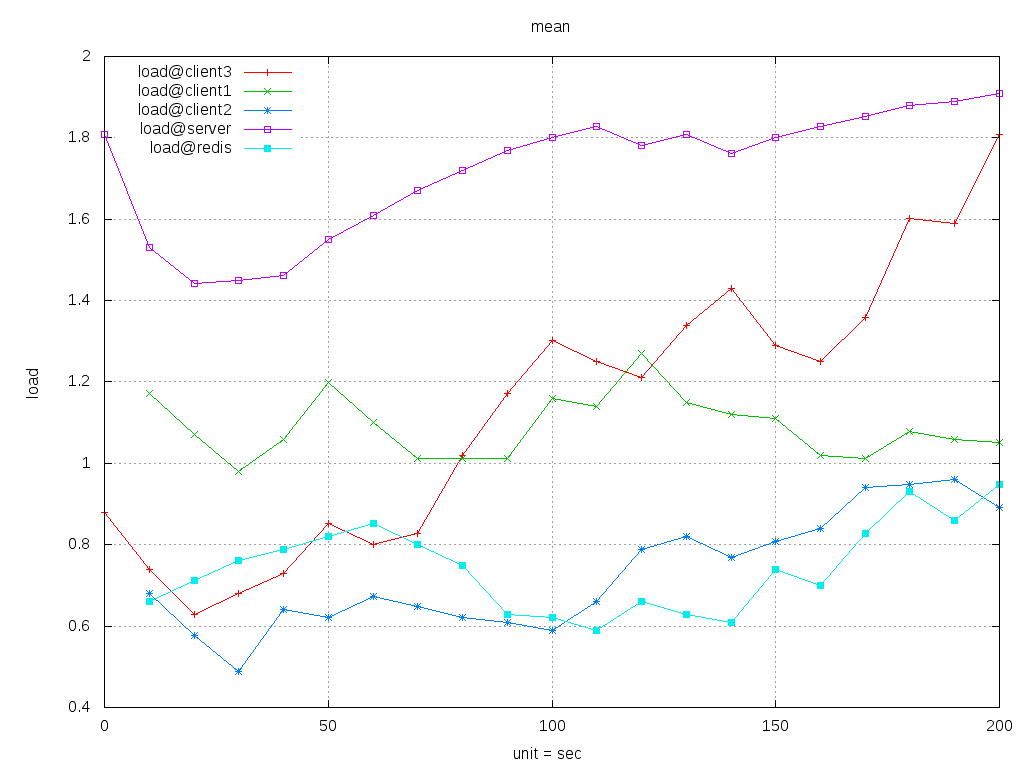 mean
2
1.8
1.6
1.4
1.2
1
0.8
0.6
0.4
load
load@client3
load@client1
load@client2
load@server
load@redis
0 50 100 150 200
unit = sec